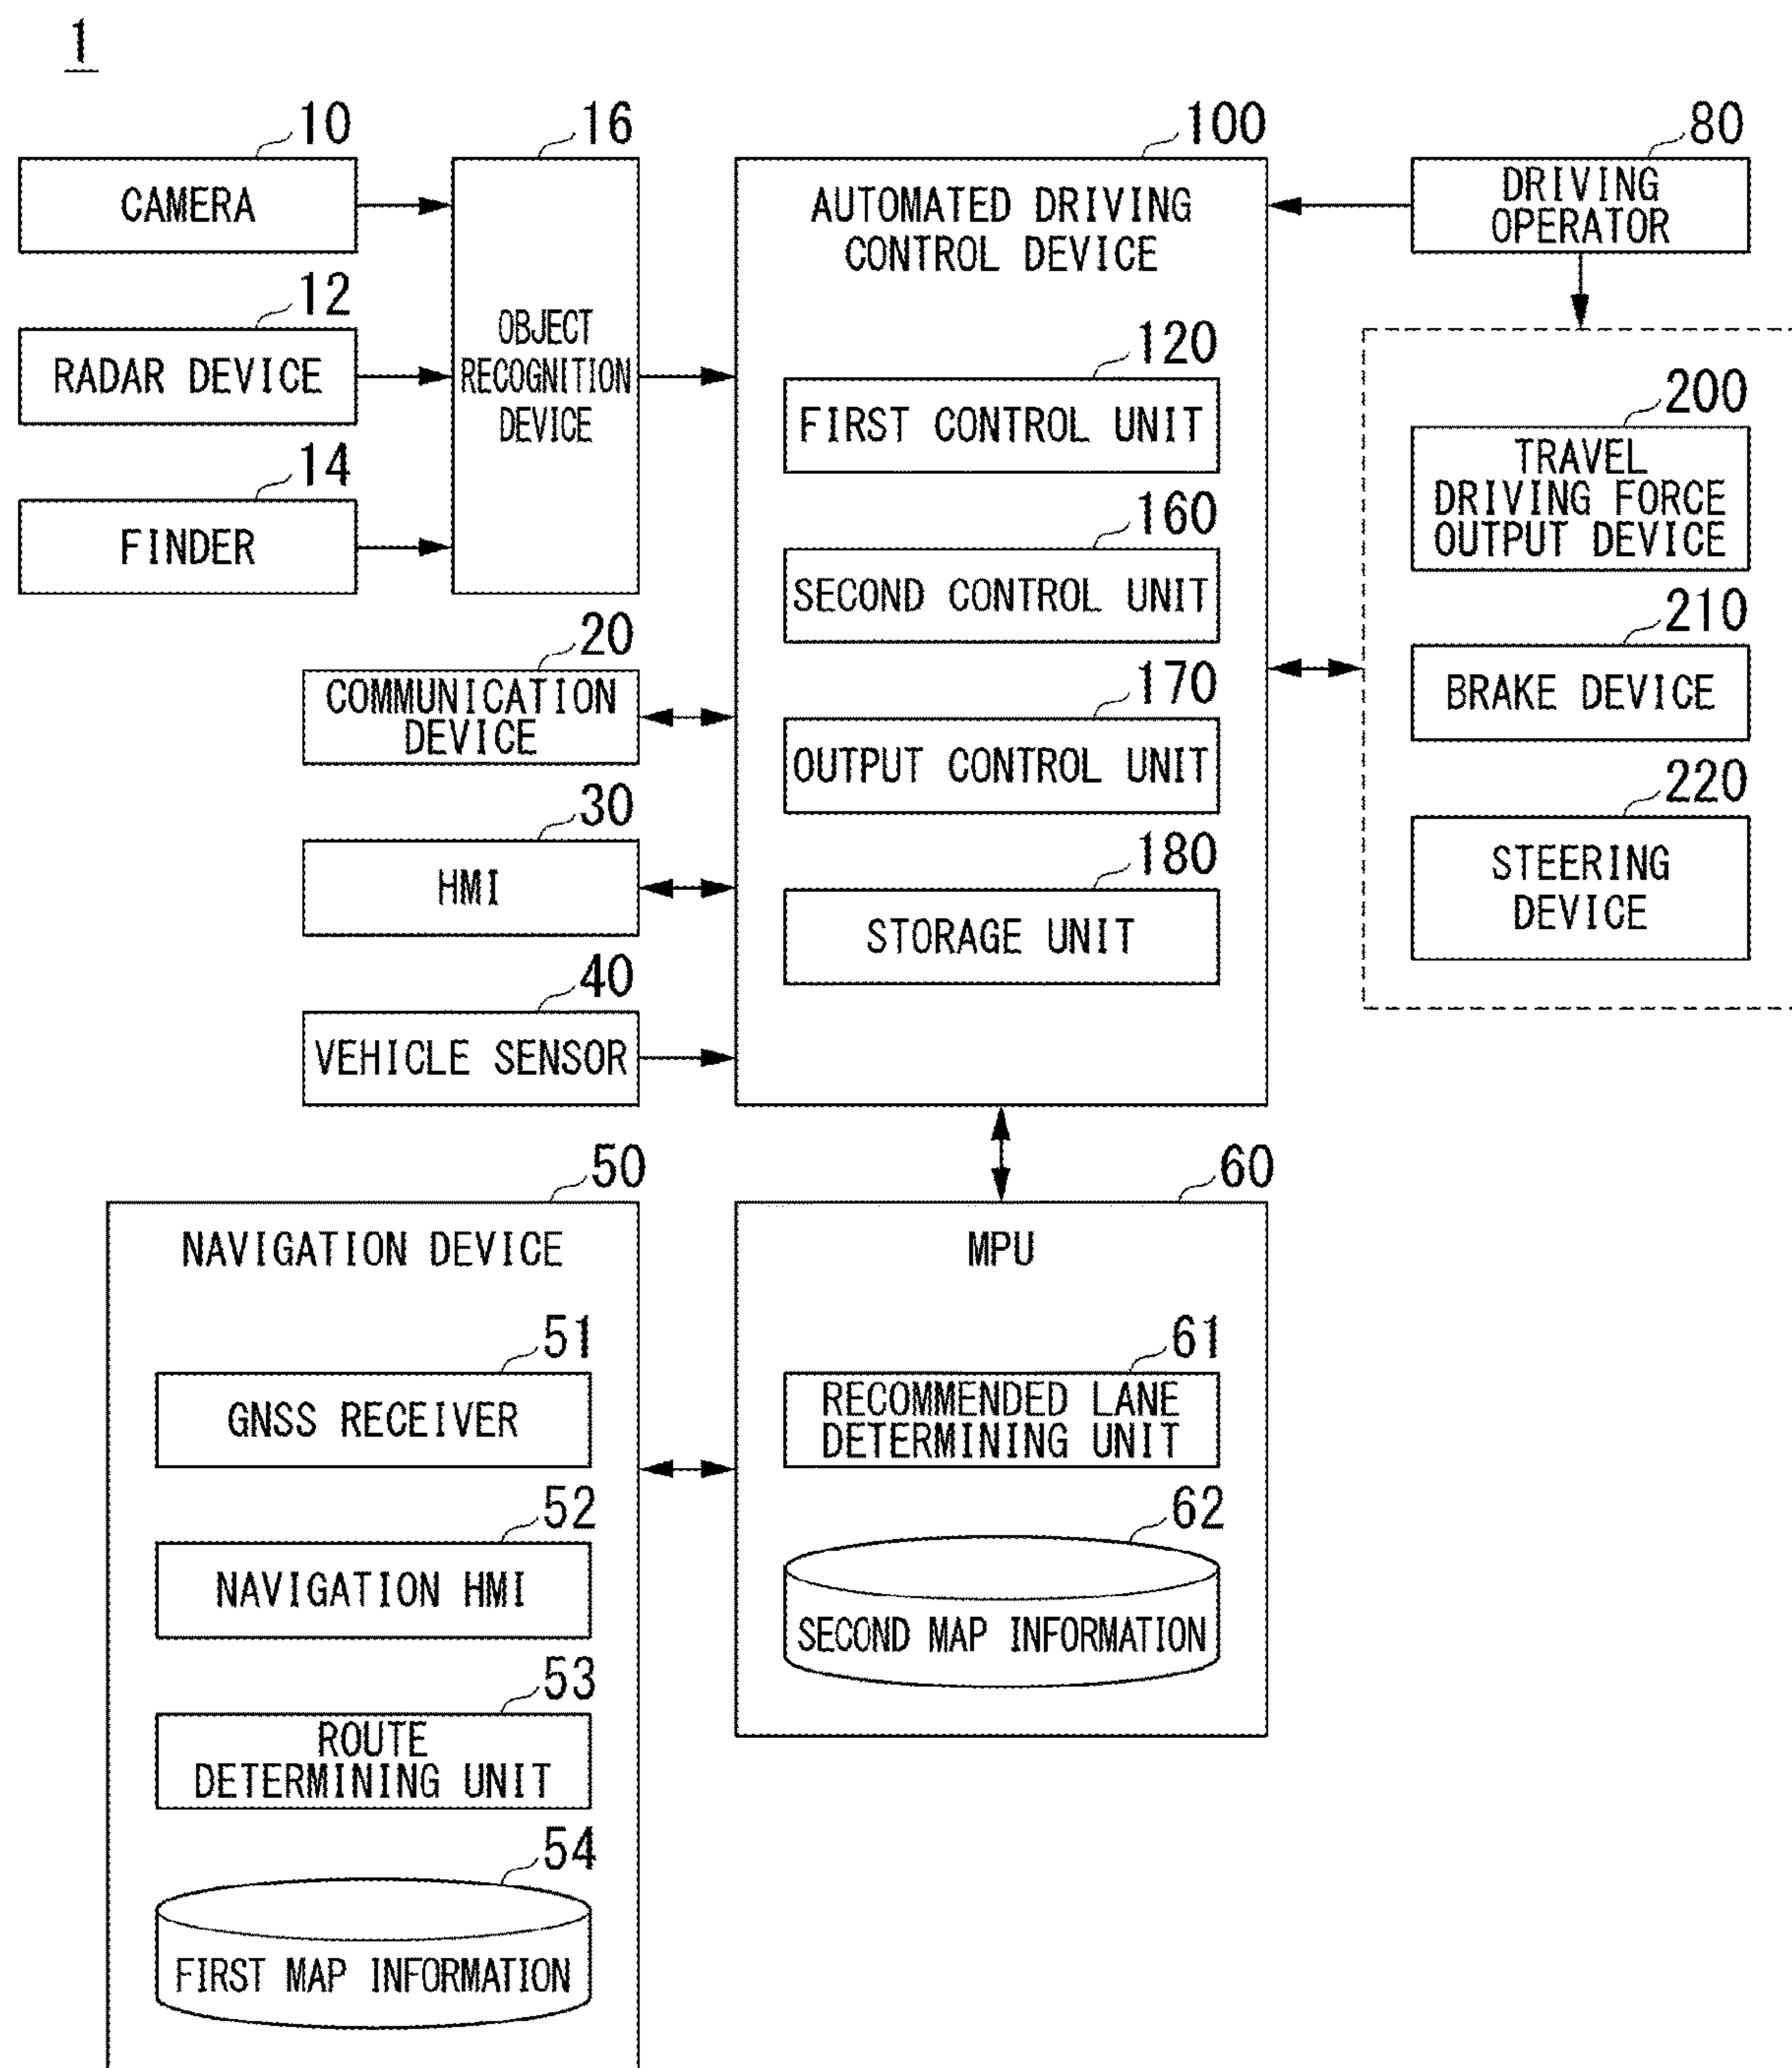 1
10
CAMERA
12
RADAR DEVICE
14
FINDER
16
OBJECT
RECOGNITION
DEVICE
20
COMMUNICATION
DEVICE
30
HMI
40
VEHICLE SENSOR
100
AUTOMATED DRIVING
CONTROL DEVICE
120
FIRST CONTROL UNIT
160
SECOND CONTROL UNIT
170
OUTPUT CONTROL UNIT
180
STORAGE UNIT
80
DRIVING
OPERATOR
200
TRAVEL
DRIVING FORCE
OUTPUT DEVICE
210
BRAKE DEVICE
220
STEERING
DEVICE
50
NAVIGATION DEVICE
51
GNSS RECEIVER
52
NAVIGATION HMI
53
ROUTE
DETERMINING UNIT
54
FIRST MAP INFORMATION
60
MPU
61
RECOMMENDED LANE
DETERMINING UNIT
62
SECOND MAP INFORMATION